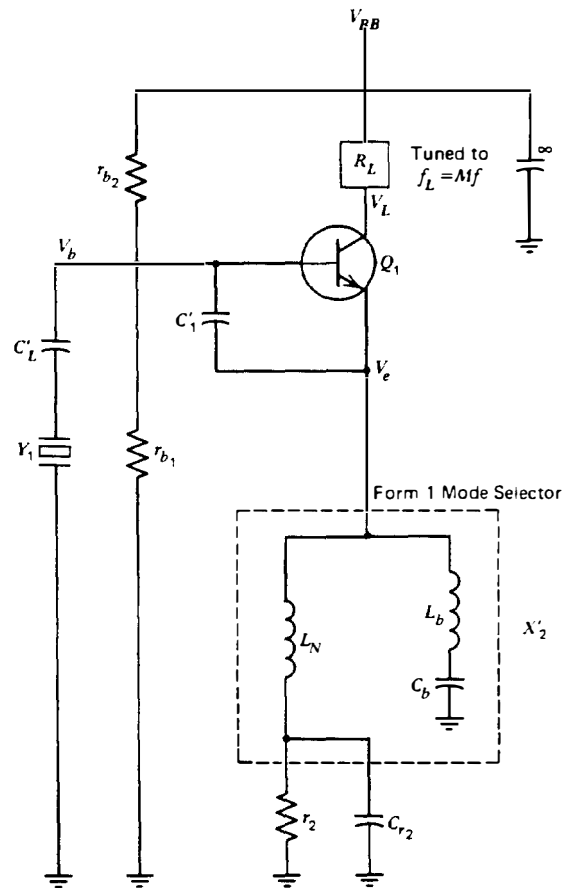 V_BB
∞
r_b2
R_L
Tuned to
f_L = Mf
V_L
V_b
Q_1
C'_1
C'_L
V_e
Y_1
r_b1
Form 1 Mode Selector
L_b
X'_2
L_N
C_b
r_2
C_r2